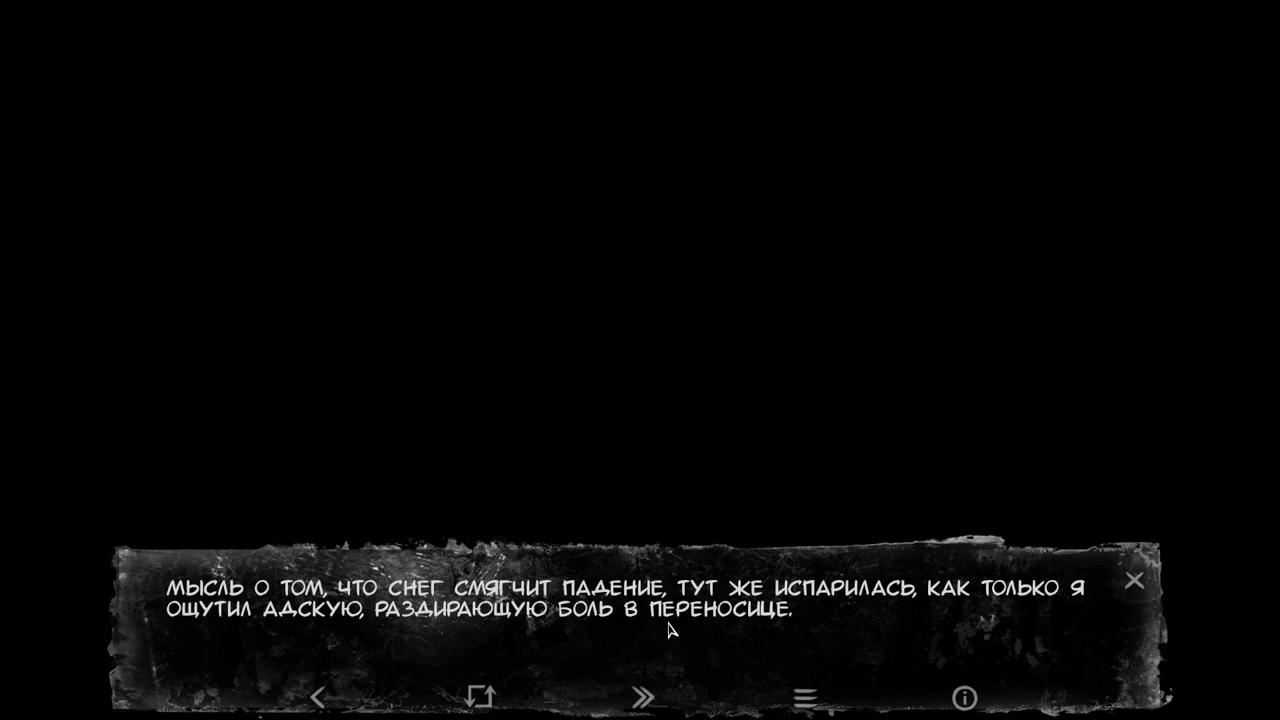 МЫСЛЬ О ТОМ, ЧТО СНЕГ СМЯГЧИТ ПАДЕНИЕ, ТУТ ЖЕ ИСПАРИЛАСЬ, КАК ТОЛЬКО Я
ОЩУТИЛ АДСКУЮ, РАЗДИРАЮЩУЮ БОЛЬ В ПЕРЕНОСИЦЕ.